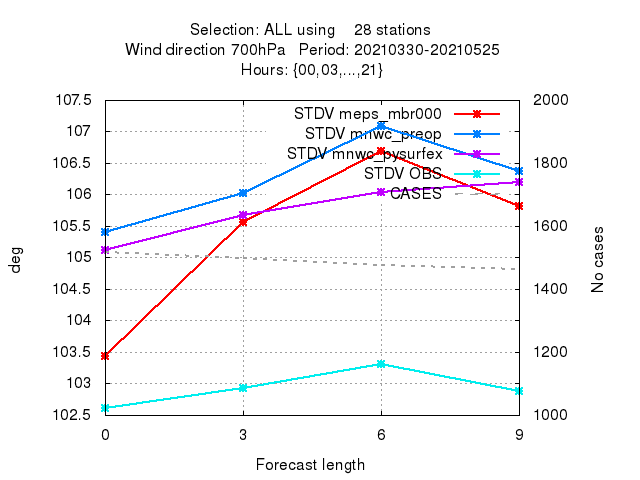 Selection: ALL using    28 stations
Wind direction 700hPa   Period: 20210330-20210525
Hours: {00,03,...,21}
107.5
107
106.5
106
105.5
105
104.5
104
103.5
103
102.5
2000
1800
1600
1400
1200
1000
STDV meps_mbr000
STDV mnwc_preop
STDV mnwc_pysurfex
STDV OBS
CASES
deg
No cases
0 3 6 9
Forecast length